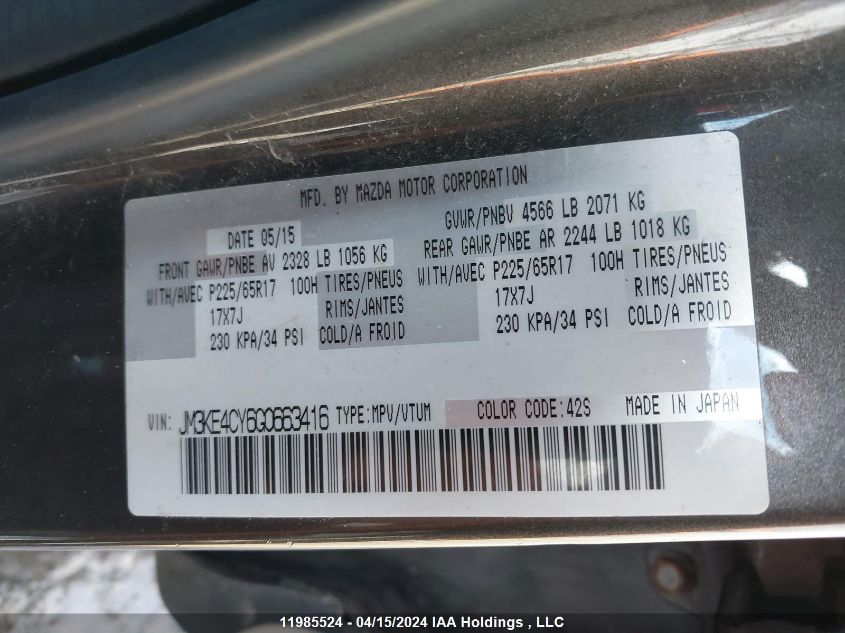 MFD. BY MAZDA MOTOR CORPORATION
DATE 05/15 GVWR/PNBV 4566 LB 2071 KG
FRONT GAWR/PNBE AV 2328 LB 1056 KG REAR GAWR/PNBE AR 2244 LB 1018 KG
WITH/AVEC P225/65R17 100H TIRES/PNEUS WITH/AVEC P225/65R17 100H TIRES/PNEUS
17X7J RIMS/JANTES 17X7J RIMS/JANTES
230 KPA/34 PSI COLD/A FROID 230 KPA/34 PSI COLD/A FROID
VIN: JM3KE4CY6G0663416 TYPE:MPV/VTUM COLOR CODE:42S MADE IN JAPAN
11985524 - 04/15/2024 IAA Holdings , LLC